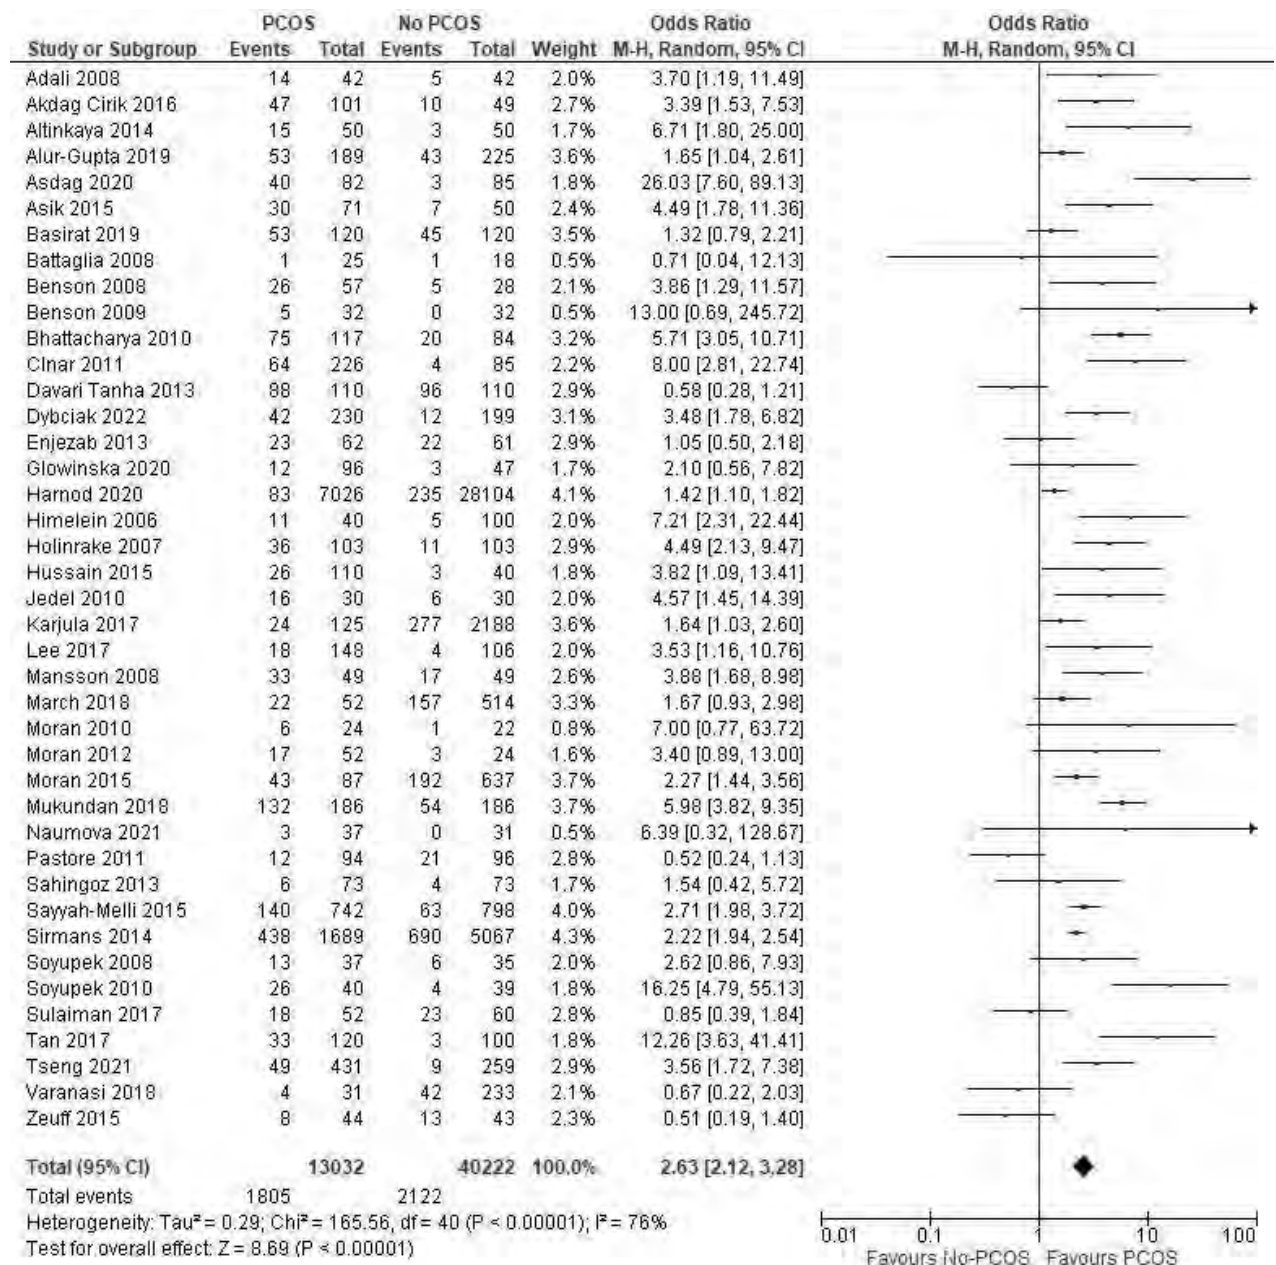 PCOS No PCOS Odds Ratio Odds Ratio
Study or Subgroup Events Total Events Total Weight M-H, Random, 95% CI M-H, Random, 95% CI
Adali 2008 14 42 5 42 2.0% 3.70 [1.19, 11.49]
Akdag Cirik 2016 47 101 10 49 2.7% 3.39 [1.53, 7.53]
Altinkaya 2014 15 50 3 50 1.7% 6.71 [1.80, 25.00]
Alur-Gupta 2019 53 189 43 225 3.6% 1.65 [1.04, 2.61]
Asdag 2020 40 82 3 85 1.8% 26.03 [7.60, 89.13]
Asik 2015 30 71 7 50 2.4% 4.49 [1.78, 11.36]
Basirat 2019 53 120 45 120 3.5% 1.32 [0.79, 2.21]
Battaglia 2008 1 25 1 18 0.5% 0.71 [0.04, 12.13]
Benson 2008 26 57 5 28 2.1% 3.86 [1.29, 11.57]
Benson 2009 5 32 0 32 0.5% 13.00 [0.69, 245.72]
Bhattacharya 2010 75 117 20 84 3.2% 5.71 [3.05, 10.71]
CInar 2011 64 226 4 85 2.2% 8.00 [2.81, 22.74]
Davari Tanha 2013 88 110 96 110 2.9% 0.58 [0.28, 1.21]
Dybciak 2022 42 230 12 199 3.1% 3.48 [1.78, 6.82]
Enjezab 2013 23 62 22 61 2.9% 1.05 [0.50, 2.18]
Glowinska 2020 12 96 3 47 1.7% 2.10 [0.56, 7.82]
Harnod 2020 83 7026 235 28104 4.1% 1.42 [1.10, 1.82]
Himelein 2006 11 40 5 100 2.0% 7.21 [2.31, 22.44]
Holinrake 2007 36 103 11 103 2.9% 4.49 [2.13, 9.47]
Hussain 2015 26 110 3 40 1.8% 3.82 [1.09, 13.41]
Jedel 2010 16 30 6 30 2.0% 4.57 [1.45, 14.39]
Karjula 2017 24 125 277 2188 3.6% 1.64 [1.03, 2.60]
Lee 2017 18 148 4 106 2.1% 3.53 [1.16, 10.76]
Mansson 2008 33 49 17 49 2.6% 3.88 [1.68, 8.98]
March 2018 22 52 157 514 3.3% 1.67 [0.93, 2.98]
Moran 2010 6 24 1 22 0.8% 7.00 [0.77, 63.72]
Moran 2012 17 52 3 24 1.6% 3.40 [0.89, 13.00]
Moran 2015 43 87 192 637 3.7% 2.27 [1.44, 3.56]
Mukundan 2018 132 186 54 186 3.7% 5.98 [3.82, 9.35]
Naumova 2021 3 37 0 31 0.5% 6.39 [0.32, 128.67]
Pastore 2011 12 94 21 96 2.8% 0.52 [0.24, 1.13]
Sahingoz 2013 6 73 4 73 1.7% 1.54 [0.42, 5.72]
Sayyah-Melli 2015 140 742 63 798 4.0% 2.71 [1.98, 3.72]
Sirmans 2014 438 1689 690 5067 4.3% 2.22 [1.94, 2.54]
Soyupek 2008 13 37 6 35 2.0% 2.62 [0.86, 7.93]
Soyupek 2010 26 40 4 39 1.8% 16.25 [4.79, 55.13]
Sulaiman 2017 18 52 23 60 2.8% 0.85 [0.39, 1.84]
Tan 2017 33 120 3 100 1.8% 12.26 [3.63, 41.41]
Tseng 2021 49 431 9 259 2.9% 3.56 [1.72, 7.38]
Varanasi 2018 4 31 42 233 2.1% 0.67 [0.22, 2.03]
Zeuff 2015 8 44 13 43 2.3% 0.51 [0.19, 1.40]
Total (95% CI) 13032 40222 100.0% 2.63 [2.12, 3.28]
Total events 1805 2122
Heterogeneity: Tau² = 0.29; Chi² = 165.56, df = 40 (P < 0.00001); I² = 76%
Test for overall effect: Z = 8.69 (P < 0.00001)
0.01 0.1 1 10 100
Favours No-PCOS Favours PCOS